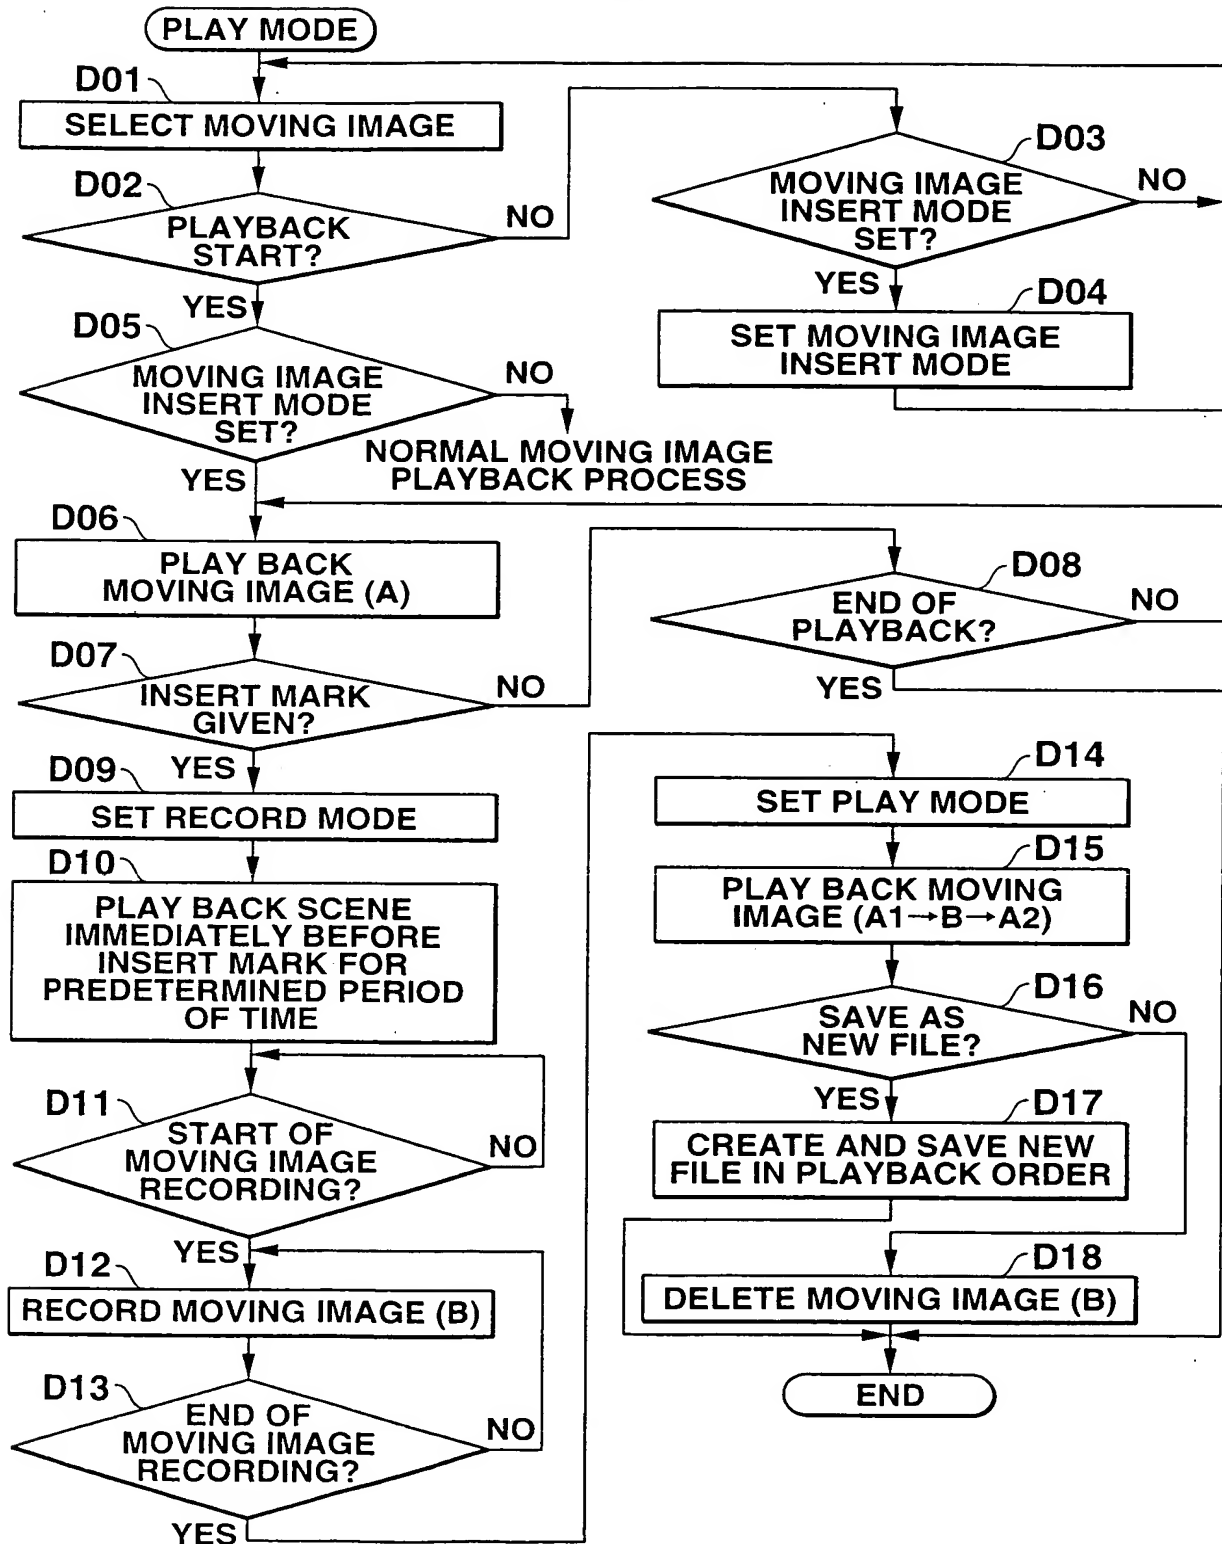 PLAY MODE
D01
SELECT MOVING IMAGE
D02
PLAYBACK
START?
NO
YES
D03
MOVING IMAGE
INSERT MODE
SET?
NO
YES
D04
SET MOVING IMAGE
INSERT MODE
D05
MOVING IMAGE
INSERT MODE
SET?
NO
NORMAL MOVING IMAGE
PLAYBACK PROCESS
YES
D06
PLAY BACK
MOVING IMAGE (A)
D07
INSERT MARK
GIVEN?
NO
YES
D08
END OF
PLAYBACK?
NO
YES
D09
SET RECORD MODE
D10
PLAY BACK SCENE
IMMEDIATELY BEFORE
INSERT MARK FOR
PREDETERMINED PERIOD
OF TIME
D11
START OF
MOVING IMAGE
RECORDING?
NO
YES
D12
RECORD MOVING IMAGE (B)
D13
END OF
MOVING IMAGE
RECORDING?
NO
YES
D14
SET PLAY MODE
D15
PLAY BACK MOVING
IMAGE (A1→B→A2)
D16
SAVE AS
NEW FILE?
NO
YES
D17
CREATE AND SAVE NEW
FILE IN PLAYBACK ORDER
D18
DELETE MOVING IMAGE (B)
END